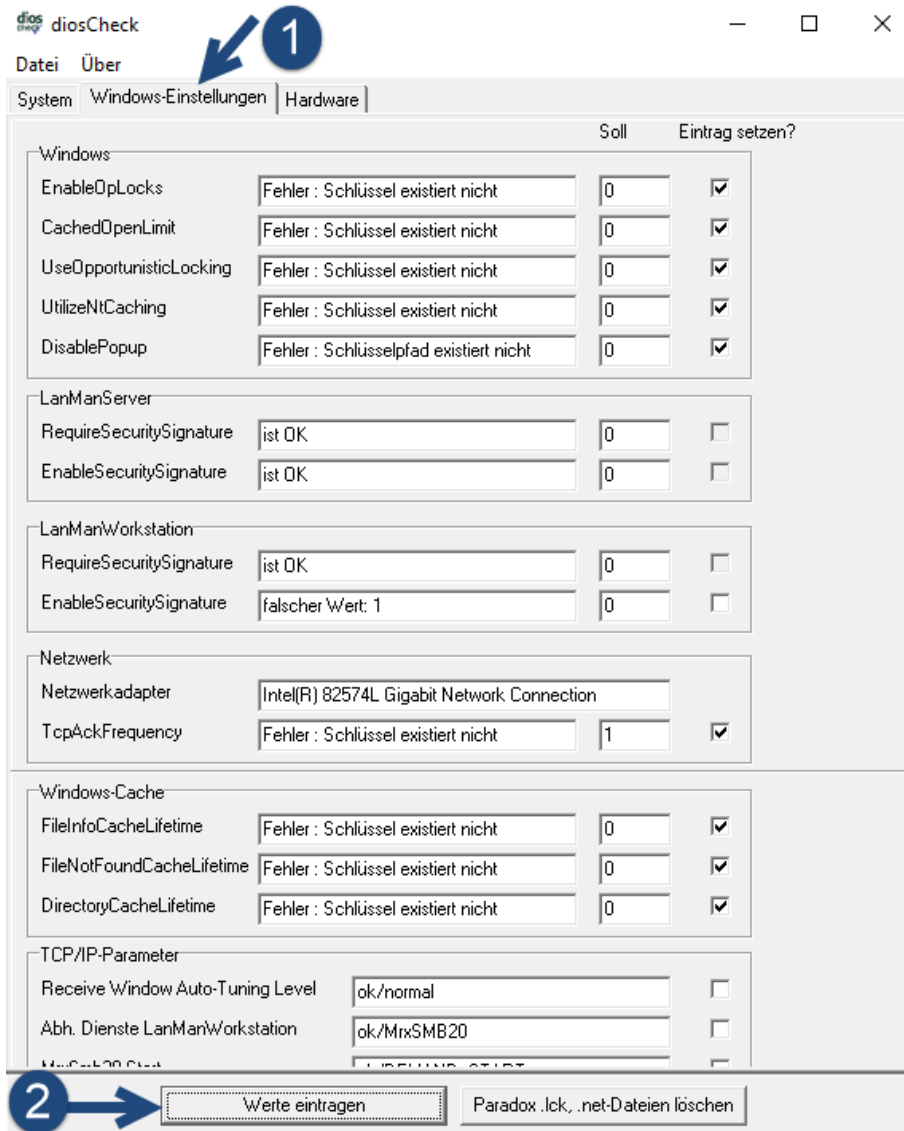 dios check diosCheck
1
Datei Über
System Windows-Einstellungen Hardware
Soll Eintrag setzen?
Windows
EnableOpLocks Fehler : Schlüssel existiert nicht 0
CachedOpenLimit Fehler : Schlüssel existiert nicht 0
UseOpportunisticLocking Fehler : Schlüssel existiert nicht 0
UtilizeNtCaching Fehler : Schlüssel existiert nicht 0
DisablePopup Fehler : Schlüsselpfad existiert nicht 0
LanManServer
RequireSecuritySignature ist OK 0
EnableSecuritySignature ist OK 0
LanManWorkstation
RequireSecuritySignature ist OK 0
EnableSecuritySignature falscher Wert: 1 0
Netzwerk
Netzwerkadapter Intel(R) 82574L Gigabit Network Connection
TcpAckFrequency Fehler : Schlüssel existiert nicht 1
Windows-Cache
FileInfoCacheLifetime Fehler : Schlüssel existiert nicht 0
FileNotFoundCacheLifetime Fehler : Schlüssel existiert nicht 0
DirectoryCacheLifetime Fehler : Schlüssel existiert nicht 0
TCP/IP-Parameter
Receive Window Auto-Tuning Level ok/normal
Abh. Dienste LanManWorkstation ok/MrxSMB20
2 Werte eintragen Paradox .lck, .net-Dateien löschen